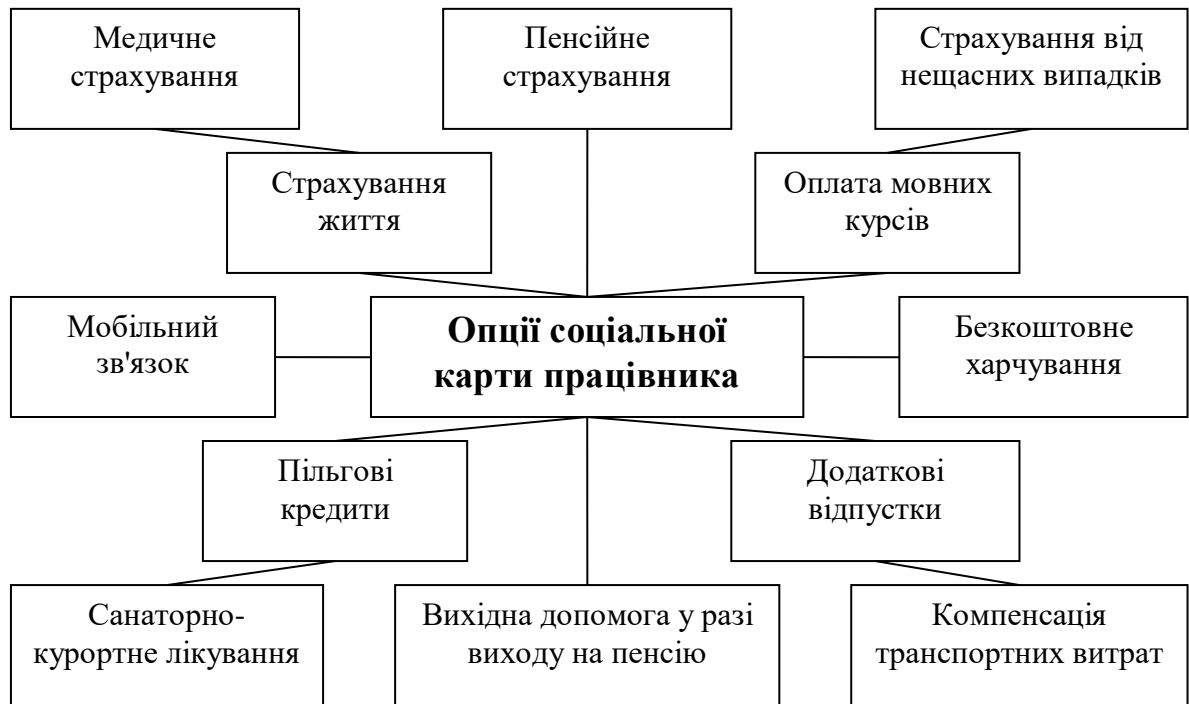 Медичне
страхування
Пенсійне
страхування
Страхування від
нещасних випадків
Страхування
життя
Оплата мовних
курсів
Мобільний
зв'язок
Опції соціальної
карти працівника
Безкоштовне
харчування
Пільгові
кредити
Додаткові
відпустки
Санаторно-
курортне лікування
Вихідна допомога у разі
виходу на пенсію
Компенсація
транспортних витрат